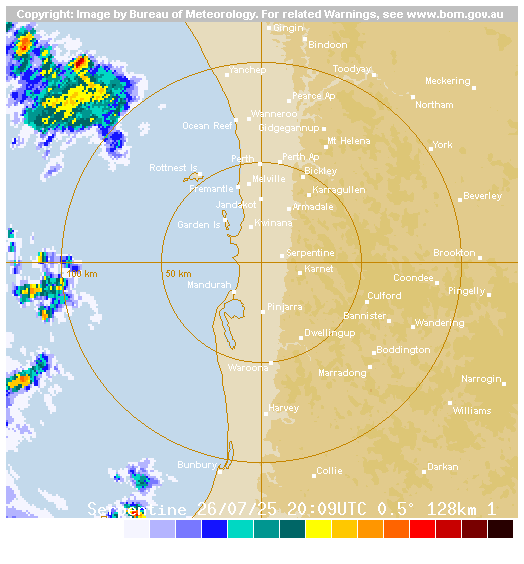 Copyright: Image by Bureau of Meteorology. For related Warnings, see www.bom.gov.au
Gingin
Bindoon
Yanchep
Toodyay
Meckering
Pearce Ap
Northam
Wanneroo
Ocean Reef
Gidgegannup
Mt Helena
York
Perth
Perth Ap
Rottnest Is
Bickley
Melville
Fremantle
Karragullen
Beverley
Jandakot
Armadale
Garden Is
Kwinana
Serpentine
Brookton
100 km
50 km
Karnet
Coondee
Mandurah
Pingelly
Culford
Pinjarra
Bannister
Wandering
Dwellingup
Boddington
Waroona
Marradong
Narrogin
Harvey
Williams
Bunbury
Collie
Darkan
Serpentine 26/07/25 20:09UTC 0.5° 128km 1